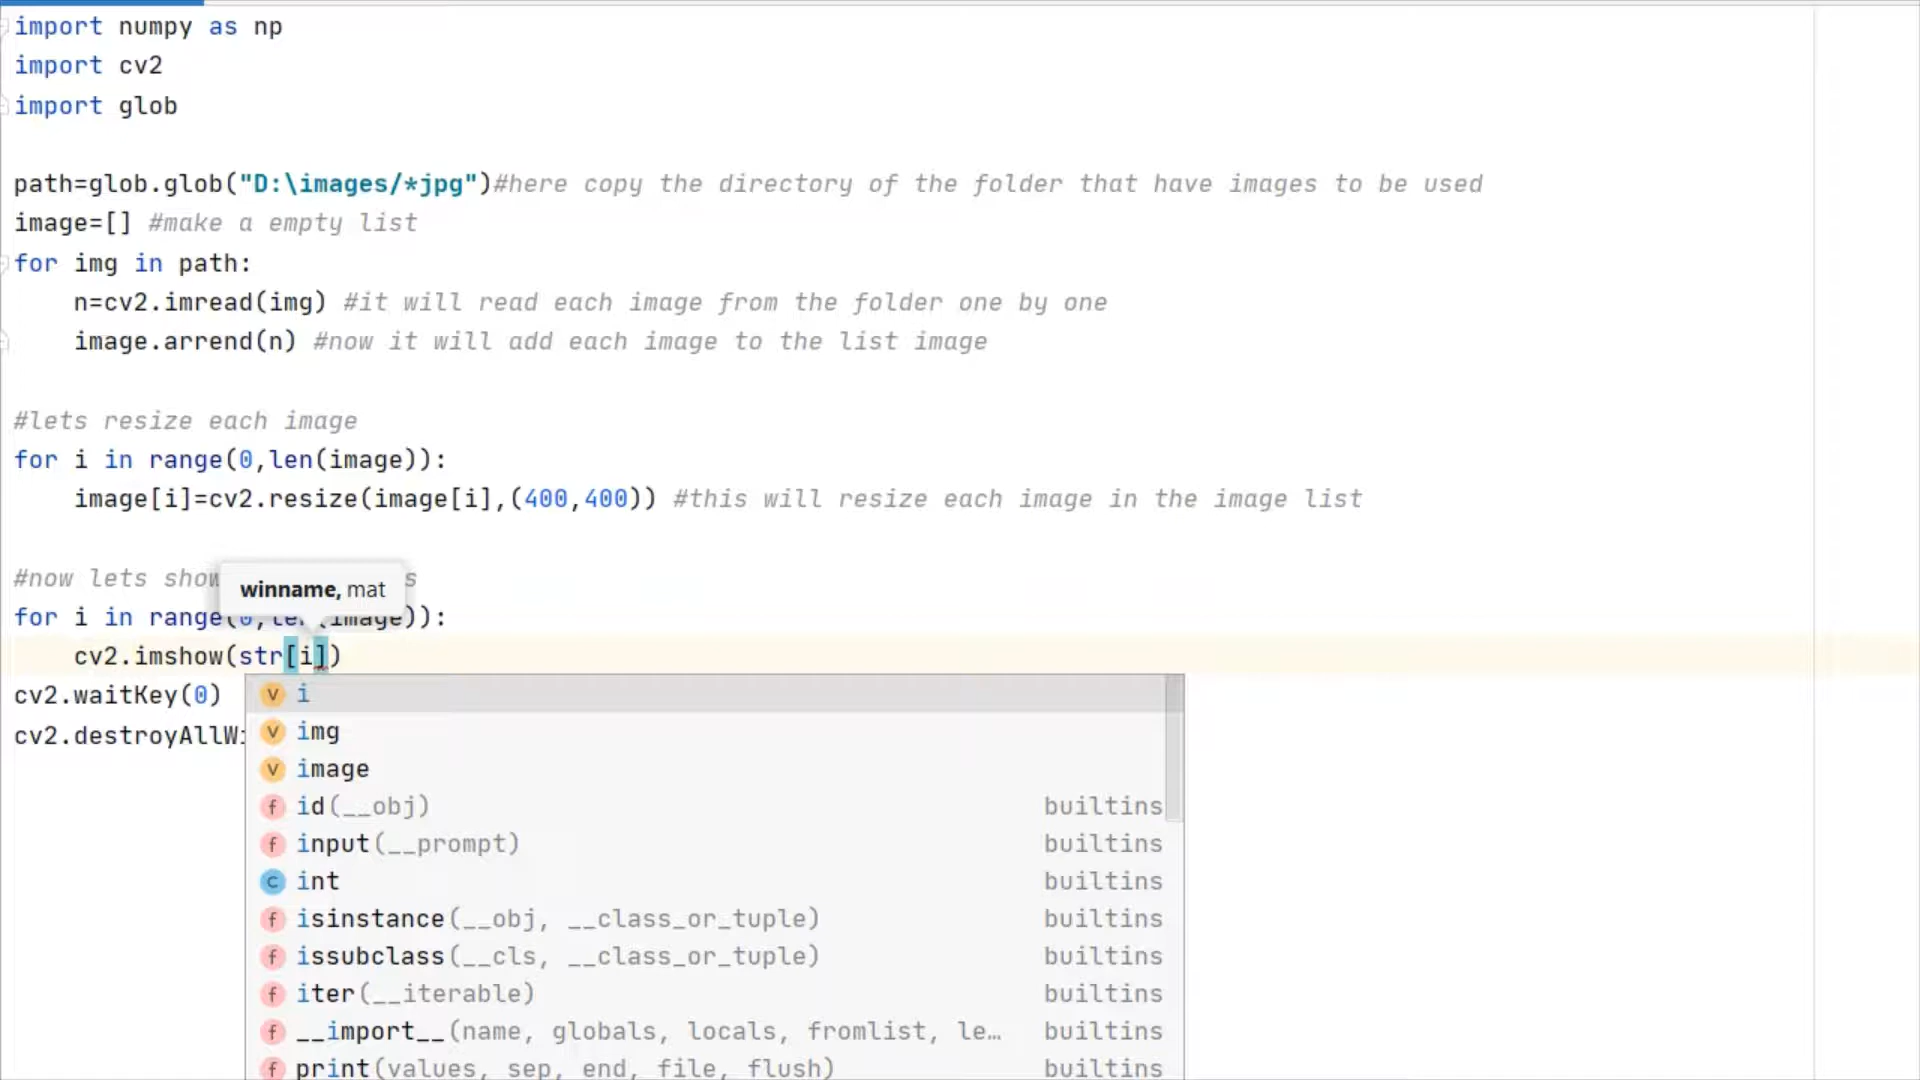 import numpy as np
import cv2
import glob
path=glob.glob("D:\images/*jpg")#here copy the directory of the folder that have images to be used
image=[] #make a empty list
for img in path:
    n=cv2.imread(img) #it will read each image from the folder one by one
    image.arrend(n) #now it will add each image to the list image
#lets resize each image
for i in range(0,len(image)):
    image[i]=cv2.resize(image[i],(400,400)) #this will resize each image in the image list
#now lets show
winname, mat
for i in range(0,len(image)):
    cv2.imshow(str[i])
cv2.waitKey(0)
cv2.destroyAllWi
i
img
image
id(__obj) builtins
input(__prompt) builtins
int builtins
isinstance(__obj, __class_or_tuple) builtins
issubclass(__cls, __class_or_tuple) builtins
iter(__iterable) builtins
__import__(name, globals, locals, fromlist, le… builtins
print(values, sep, end, file, flush) builtins